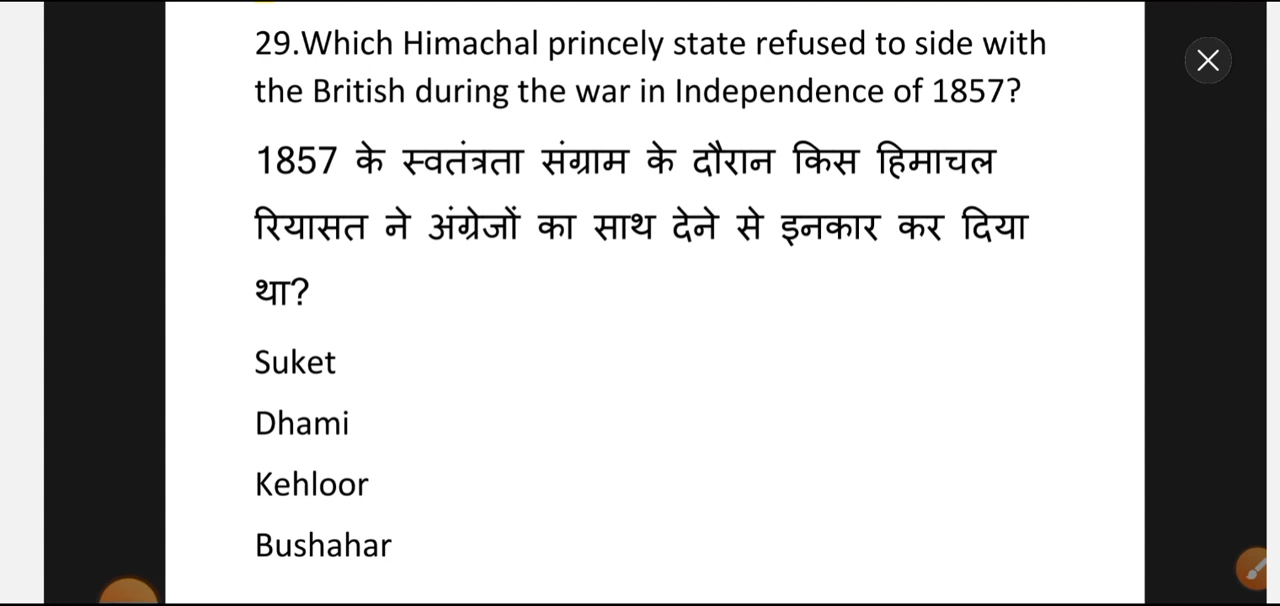 29.Which Himachal princely state refused to side with
the British during the war in Independence of 1857?
1857 के स्वतंत्रता संग्राम के दौरान किस हिमाचल
रियासत ने अंग्रेजों का साथ देने से इनकार कर दिया
था?
Suket
Dhami
Kehloor
Bushahar